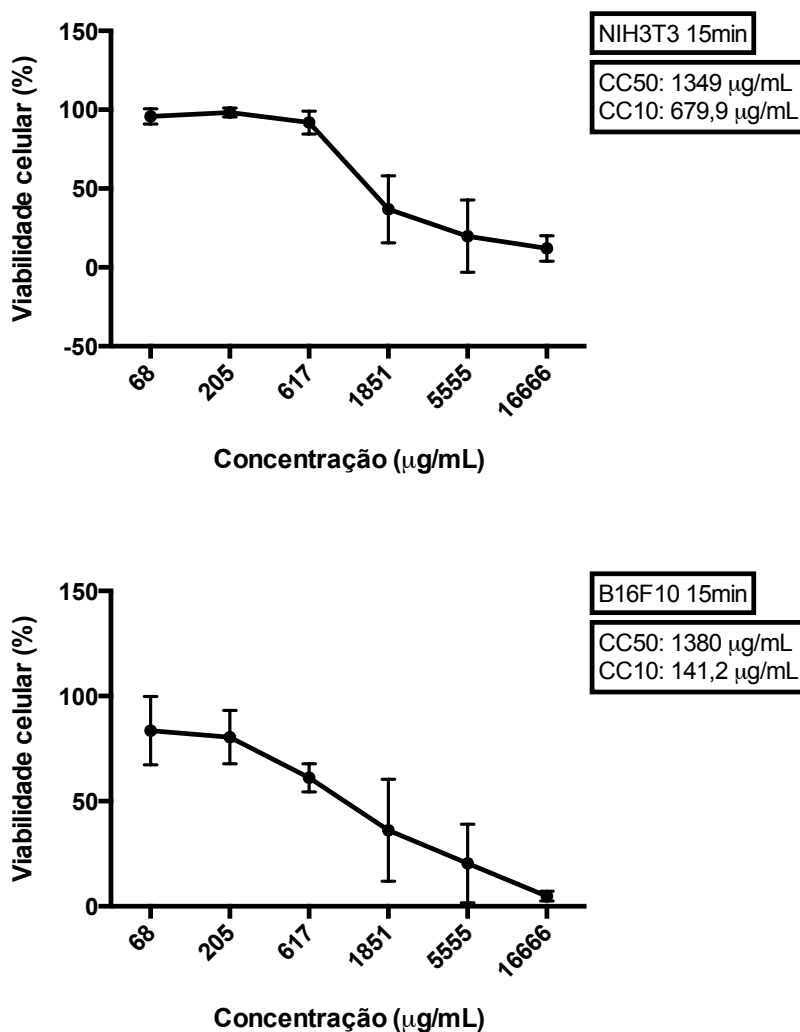 NIH3T3 15min
CC50: 1349 μg/mL
CC10: 679,9 μg/mL
Viabilidade celular (%)
150
100
50
0
-50
68
205
617
1851
5555
16666
Concentração (μg/mL)
B16F10 15min
CC50: 1380 μg/mL
CC10: 141,2 μg/mL
Viabilidade celular (%)
150
100
50
0
68
205
617
1851
5555
16666
Concentração (μg/mL)